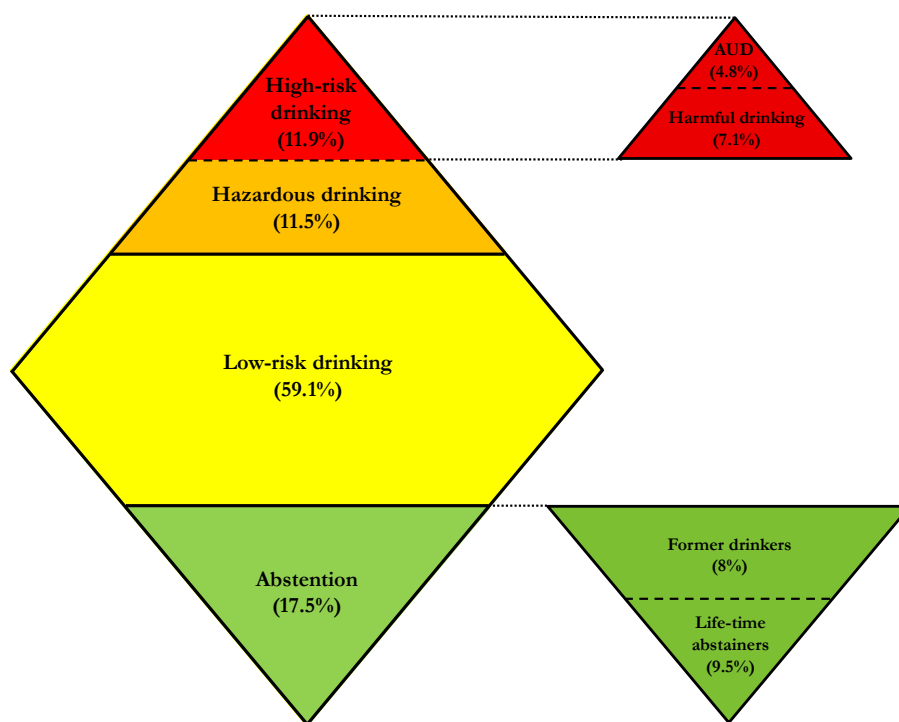 High-risk
drinking
(11.9%)
Hazardous drinking
(11.5%)
Low-risk drinking
(59.1%)
Abstention
(17.5%)
AUD
(4.8%)
Harmful drinking
(7.1%)
Former drinkers
(8%)
Life-time
abstainers
(9.5%)